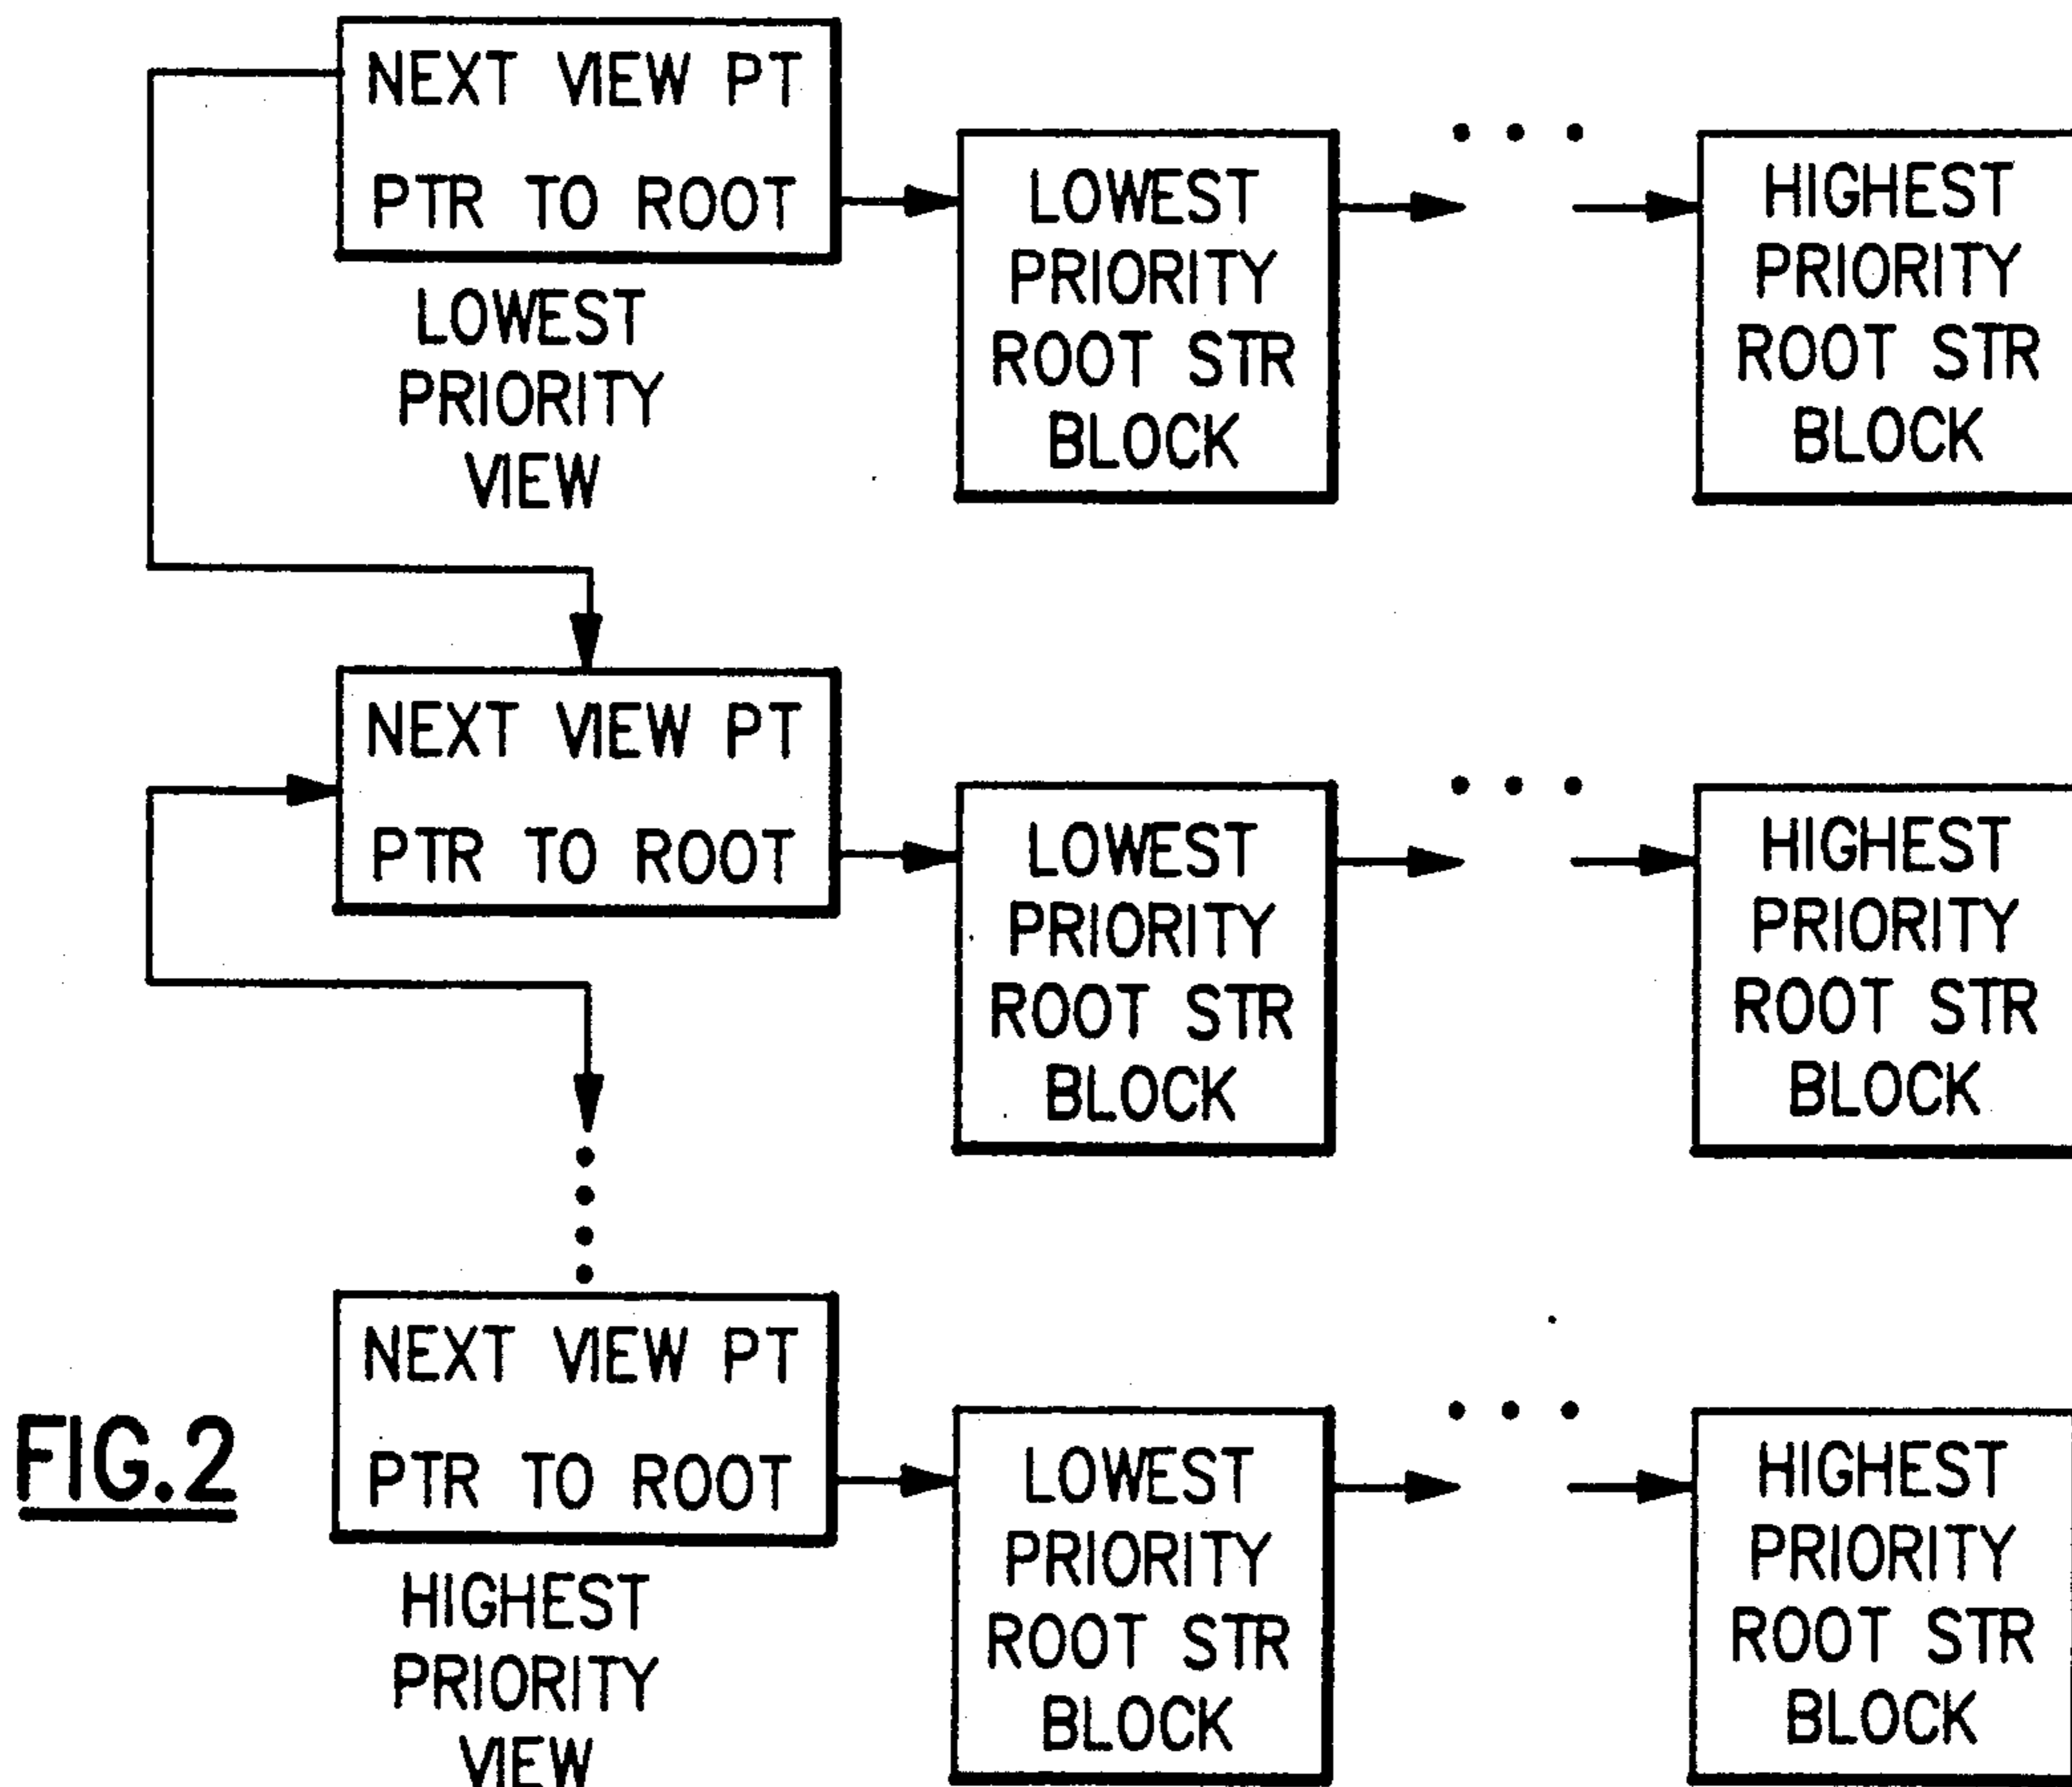 NEXT VIEW PT
PTR TO ROOT
LOWEST
PRIORITY
VIEW
LOWEST
PRIORITY
ROOT STR
BLOCK
HIGHEST
PRIORITY
ROOT STR
BLOCK
NEXT VIEW PT
PTR TO ROOT
LOWEST
PRIORITY
ROOT STR
BLOCK
HIGHEST
PRIORITY
ROOT STR
BLOCK
NEXT VIEW PT
PTR TO ROOT
HIGHEST
PRIORITY
VIEW
LOWEST
PRIORITY
ROOT STR
BLOCK
HIGHEST
PRIORITY
ROOT STR
BLOCK
FIG.2